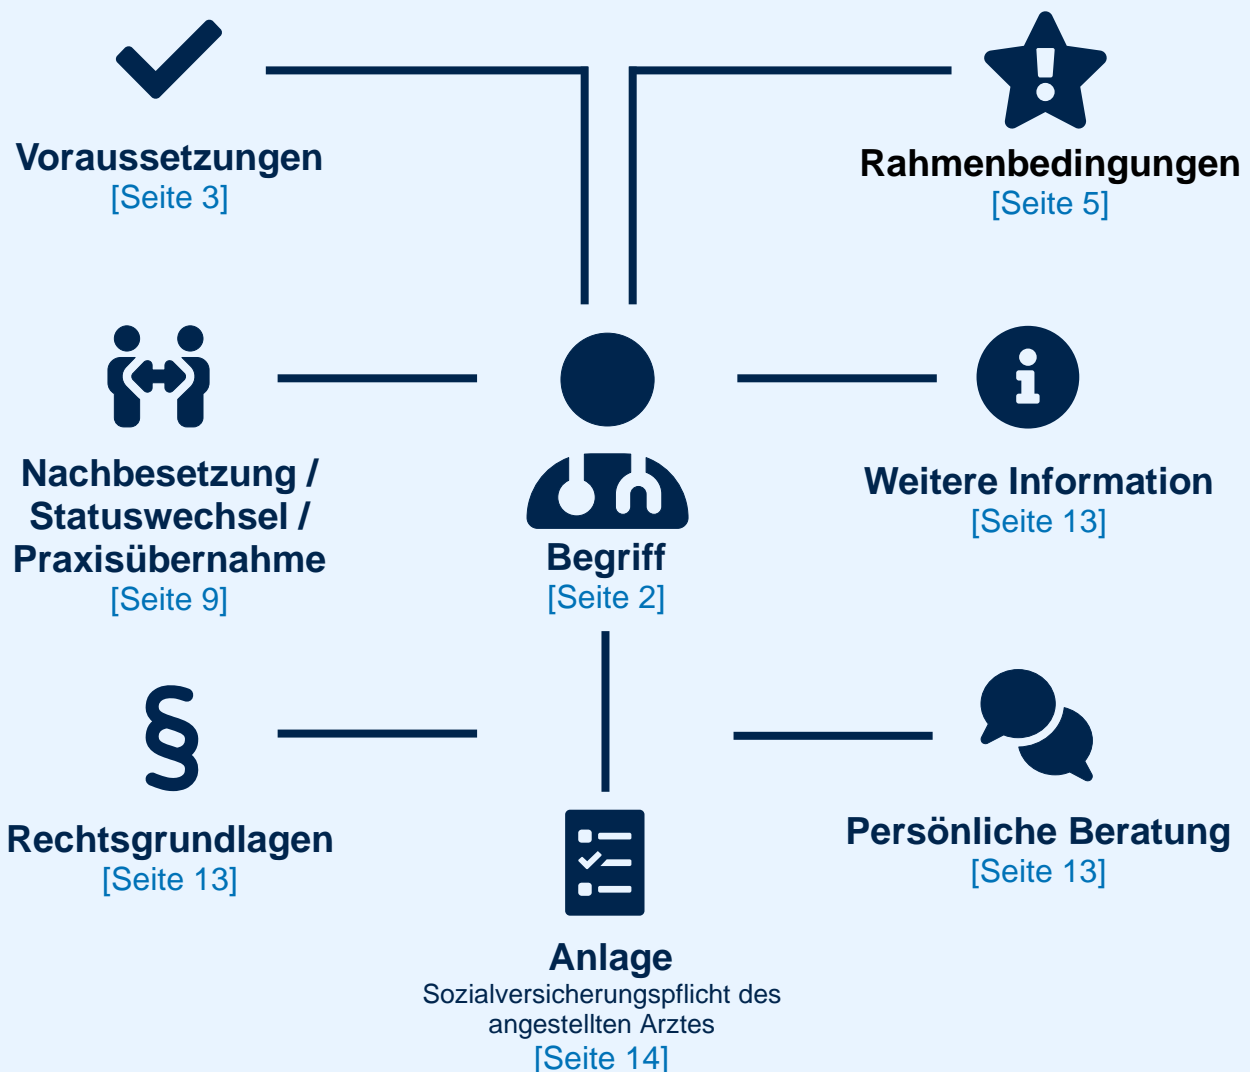 Voraussetzungen
[Seite 3]
Rahmenbedingungen
[Seite 5]
Nachbesetzung /
Statuswechsel /
Praxisübernahme
[Seite 9]
Begriff
[Seite 2]
Weitere Information
[Seite 13]
§
Rechtsgrundlagen
[Seite 13]
Persönliche Beratung
[Seite 13]
Anlage
Sozialversicherungspflicht des
angestellten Arztes
[Seite 14]